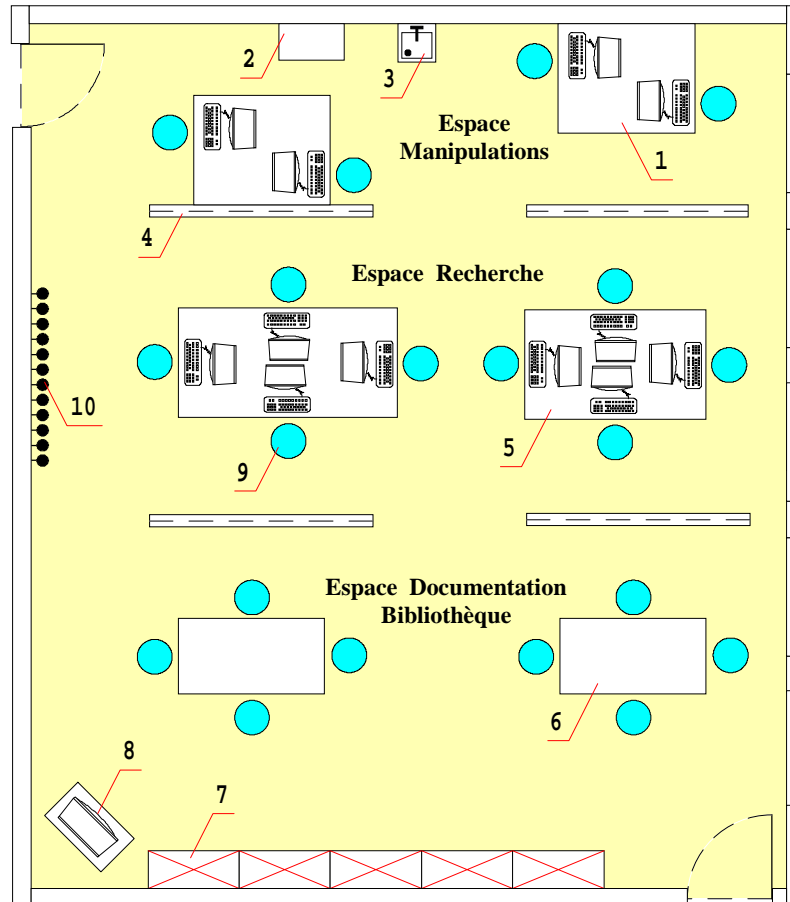 2
3
Espace
Manipulations
1
4
Espace Recherche
10
9
5
Espace Documentation
Bibliothèque
6
8
7